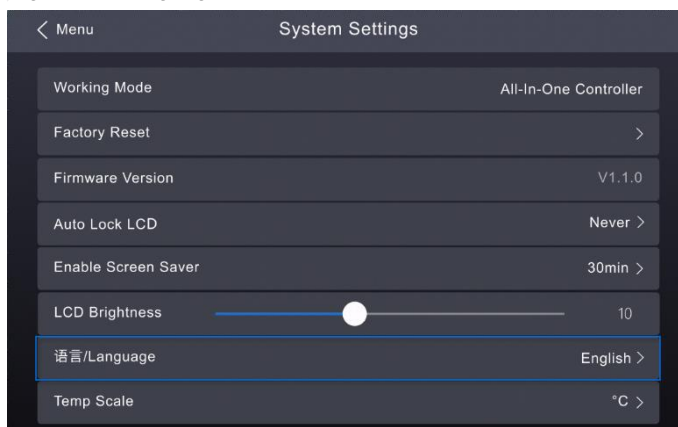 Menu
System Settings
Working Mode
All-In-One Controller
Factory Reset
Firmware Version
V1.1.0
Auto Lock LCD
Never
Enable Screen Saver
30min
LCD Brightness
10
语言/Language
English
Temp Scale
°C